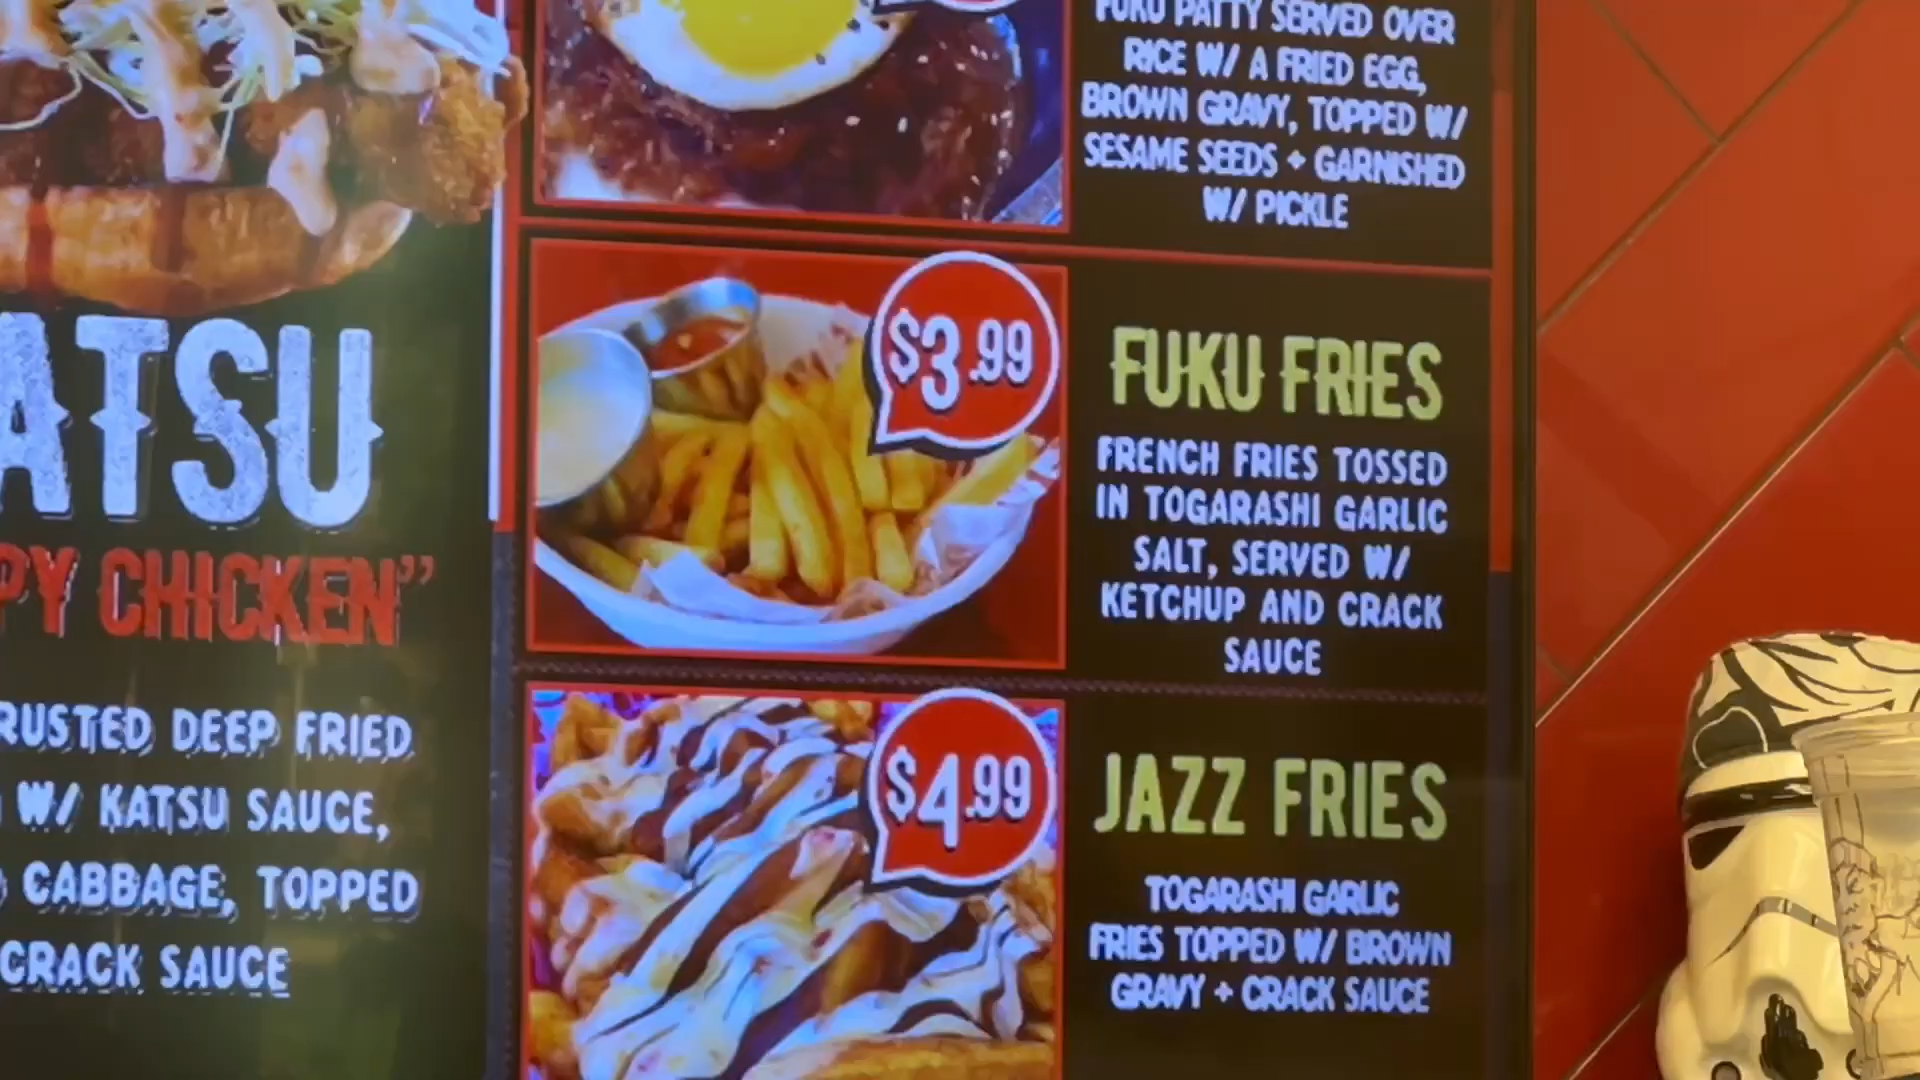 ATSU
PY CHICKEN”
RUSTED DEEP FRIED
W/ KATSU SAUCE,
CABBAGE, TOPPED
CRACK SAUCE
FUKU PATTY SERVED OVER
RICE W/ A FRIED EGG,
BROWN GRAVY, TOPPED W/
SESAME SEEDS + GARNISHED
W/ PICKLE
$3.99
FUKU FRIES
FRENCH FRIES TOSSED
IN TOGARASHI GARLIC
SALT, SERVED W/
KETCHUP AND CRACK
SAUCE
$4.99
JAZZ FRIES
TOGARASHI GARLIC
FRIES TOPPED W/ BROWN
GRAVY + CRACK SAUCE